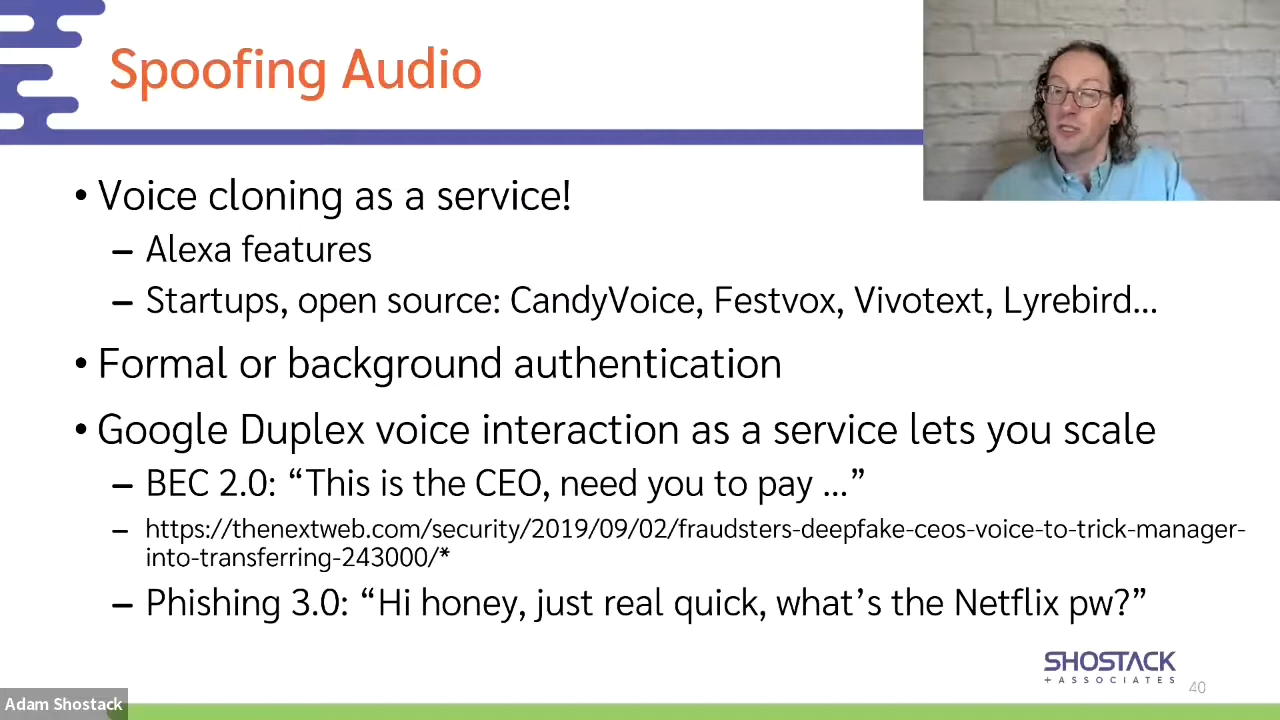 Spoofing Audio
• Voice cloning as a service!
– Alexa features
– Startups, open source: CandyVoice, Festvox, Vivotext, Lyrebird...
• Formal or background authentication
• Google Duplex voice interaction as a service lets you scale
– BEC 2.0: “This is the CEO, need you to pay ...”
– https://thenextweb.com/security/2019/09/02/fraudsters-deepfake-ceos-voice-to-trick-manager-
into-transferring-243000/*
– Phishing 3.0: “Hi honey, just real quick, what’s the Netflix pw?”
SHOSTACK
+ ASSOCIATES
40
Adam Shostack